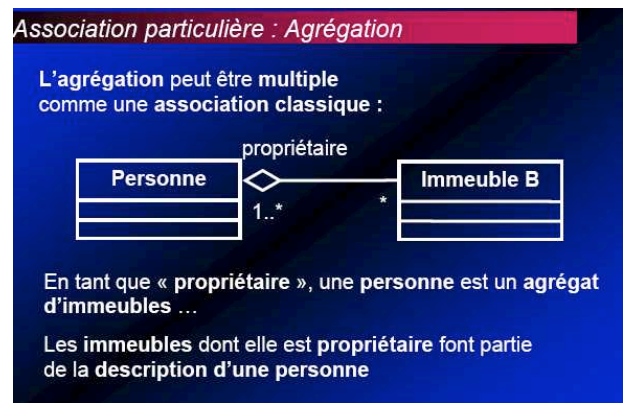 Association particulière : Agrégation
L'agrégation peut être multiple
comme une association classique :
propriétaire
Personne
Immeuble B
1..*
*
En tant que « propriétaire », une personne est un agrégat
d'immeubles …
Les immeubles dont elle est propriétaire font partie
de la description d'une personne